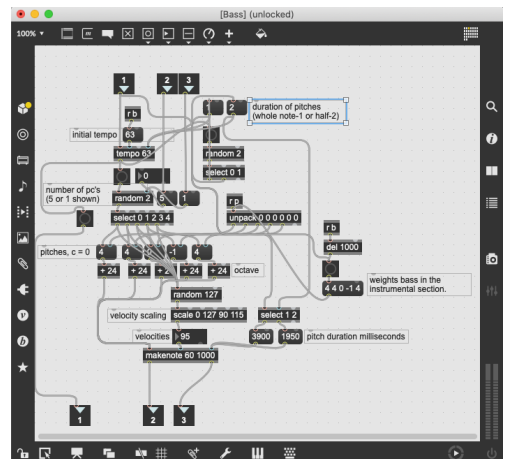 [Bass] (unlocked)
100%
1
2
3
1
2
duration of pitches
(whole note-1 or half-2)
r b
initial tempo
63
tempo 63
random 2
0
select 0 1
number of pc's
(5 or 1 shown)
random 2
5
1
r p
select 0 1 2 3 4
unpack 0 0 0 0 0 0
r b
del 1000
pitches, c = 0
4
4
-1
4
+ 24
+ 24
+ 24
+ 24
octave
weights bass in the
instrumental section.
4 4 0 -1 4
random 127
velocity scaling
scale 0 127 90 115
select 1 2
velocities
95
3900
1950
pitch duration milliseconds
makenote 60 1000
1
2
3